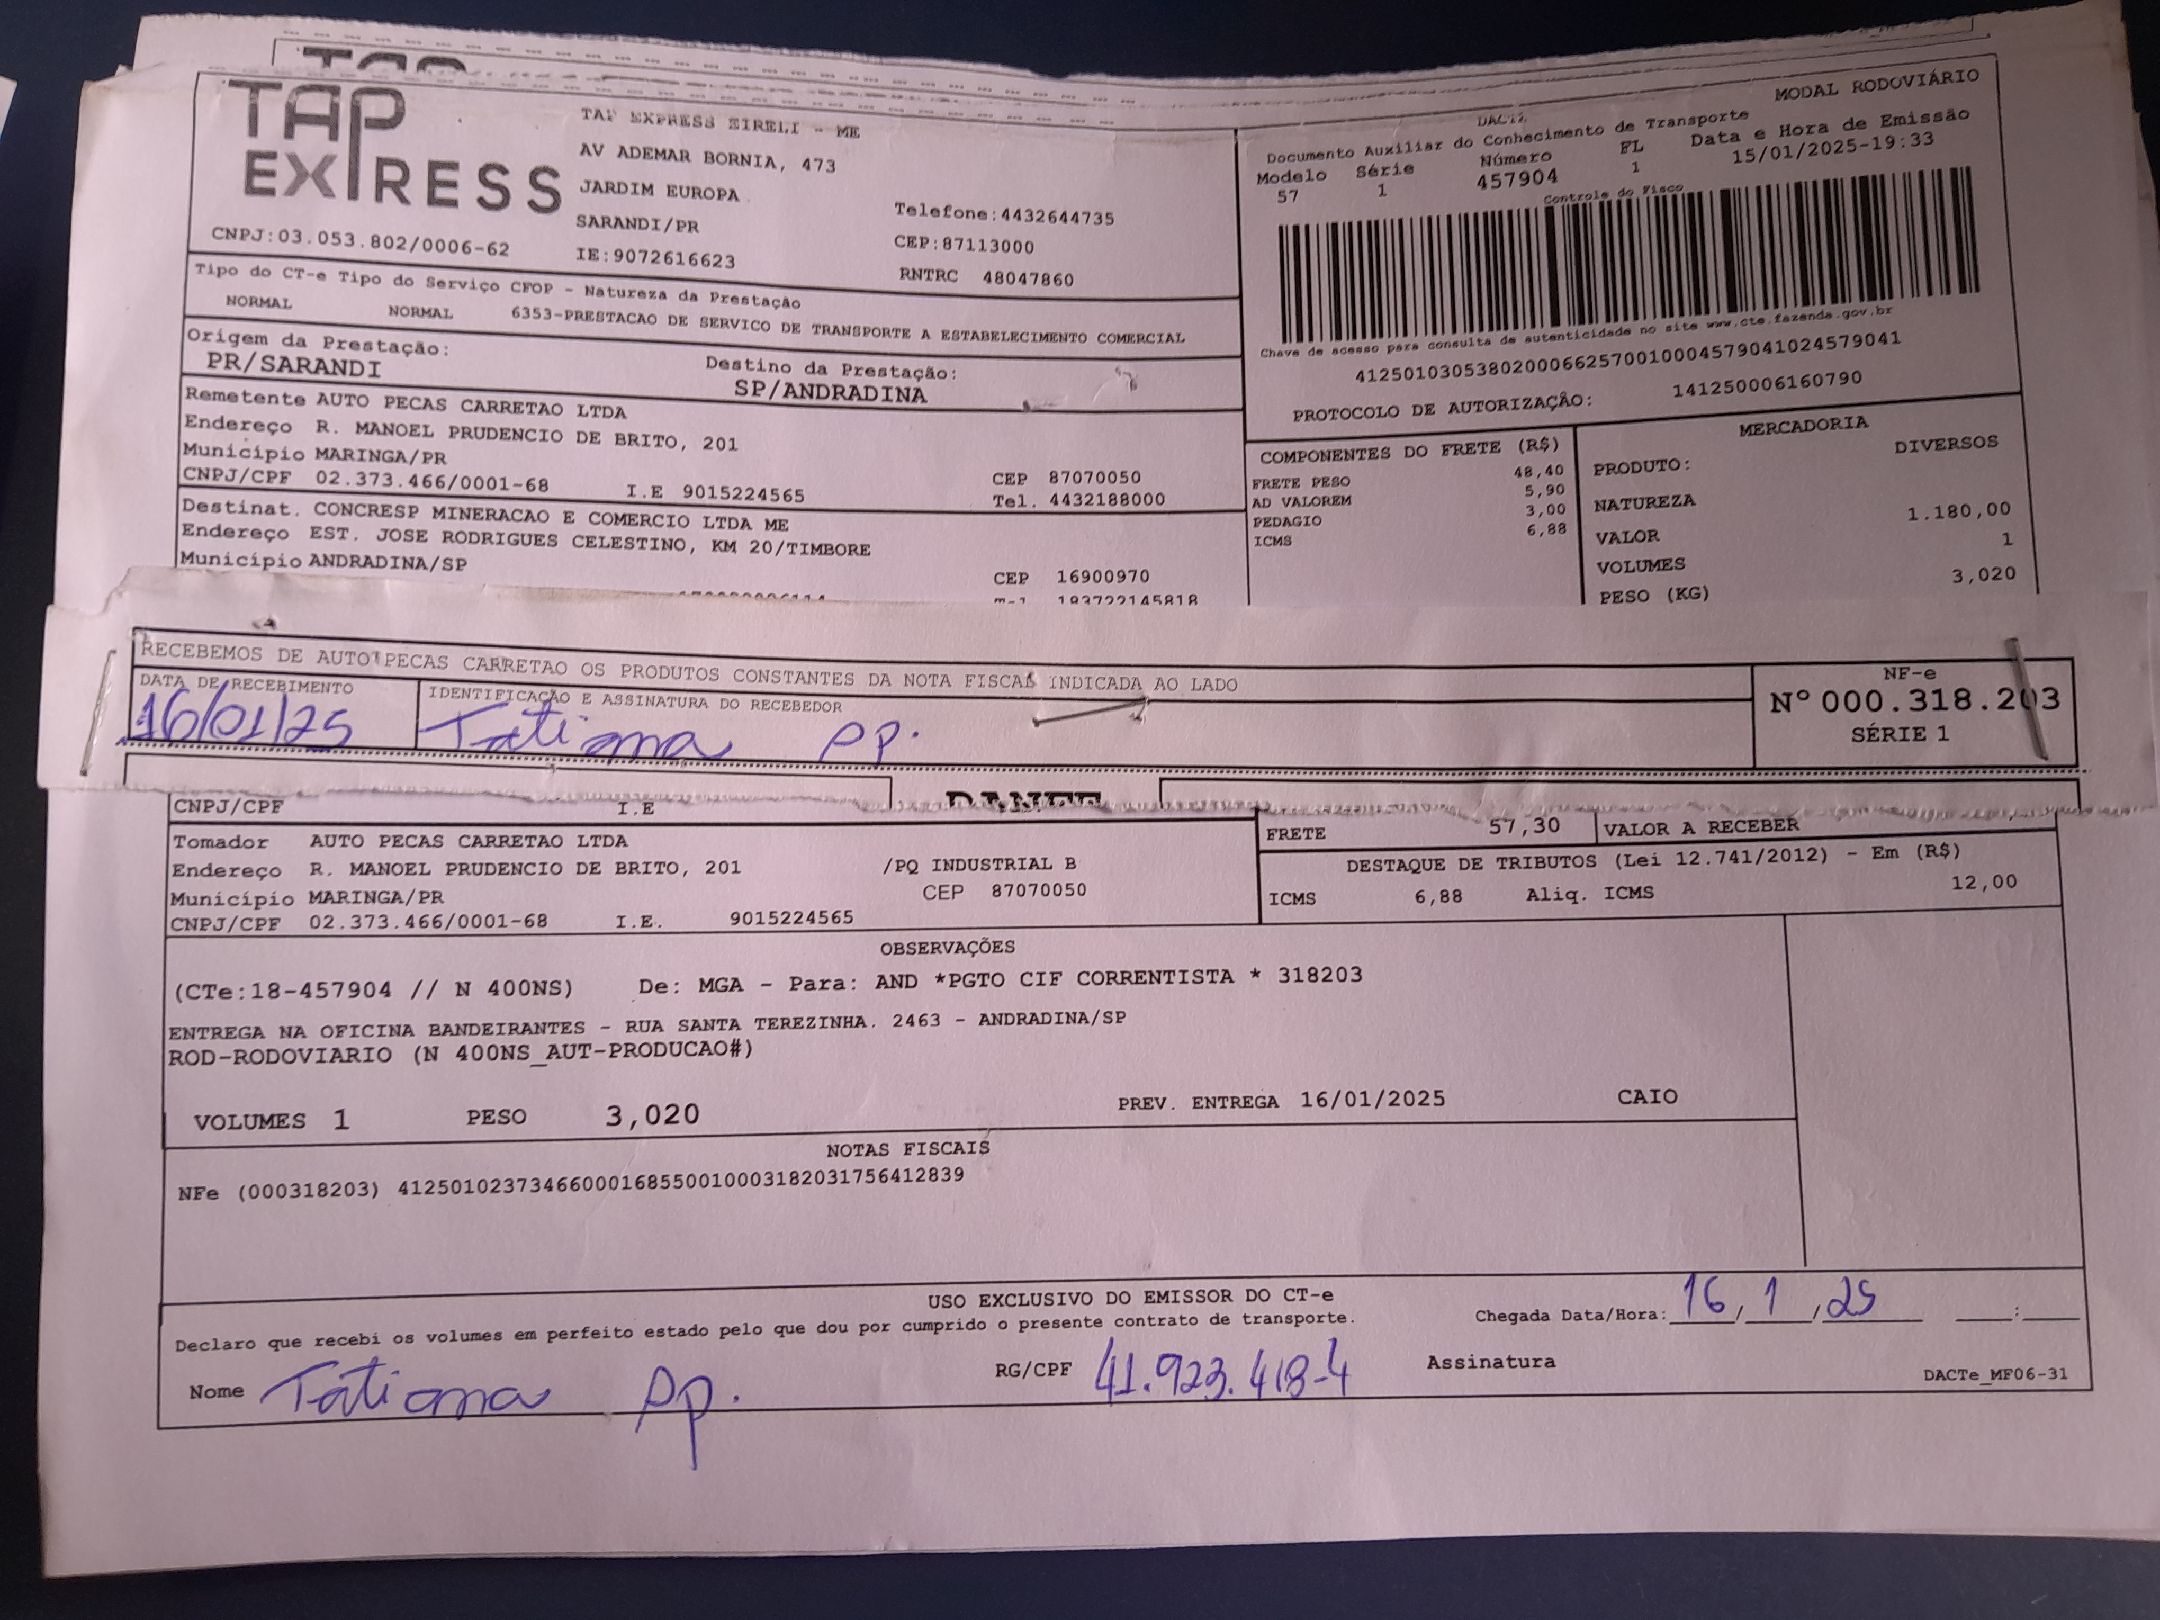 TAP
EXPRESS
CNPJ:03.053.802/0006-62
TAP EXPRESS EIRELI - ME
AV ADEMAR BORNIA, 473
JARDIM EUROPA
SARANDI/PR
IE:9072616623
Telefone:4432644735
CEP:87113000
RNTRC 48047860
MODAL RODOVIÁRIO
Documento Auxiliar do Conhecimento de Transporte
Modelo Série Número FL Data e Hora de Emissão
57 1 457904 1 15/01/2025-19:33
Controle do Fisco
Chave de acesso para consulta de autenticidade no site www.cte.fazenda.gov.br
41250103053802000662570010004579041024579041
PROTOCOLO DE AUTORIZAÇÃO: 141250006160790
Tipo do CT-e Tipo do Serviço CFOP - Natureza da Prestação
NORMAL NORMAL 6353-PRESTACAO DE SERVICO DE TRANSPORTE A ESTABELECIMENTO COMERCIAL
Origem da Prestação: Destino da Prestação:
PR/SARANDI SP/ANDRADINA
Remetente AUTO PECAS CARRETAO LTDA
Endereço R. MANOEL PRUDENCIO DE BRITO, 201
Município MARINGA/PR CEP 87070050
CNPJ/CPF 02.373.466/0001-68 I.E 9015224565 Tel. 4432188000
Destinat. CONCRESP MINERACAO E COMERCIO LTDA ME
Endereço EST. JOSE RODRIGUES CELESTINO, KM 20/TIMBORE
Município ANDRADINA/SP CEP 16900970
193722145818
COMPONENTES DO FRETE (R$)
FRETE PESO 48,40
AD VALOREM 5,90
PEDAGIO 3,00
ICMS 6,88
MERCADORIA
PRODUTO: DIVERSOS
NATUREZA
VALOR 1.180,00
VOLUMES 1
PESO (KG) 3,020
RECEBEMOS DE AUTO PECAS CARRETAO OS PRODUTOS CONSTANTES DA NOTA FISCAL INDICADA AO LADO
DATA DE RECEBIMENTO IDENTIFICAÇÃO E ASSINATURA DO RECEBEDOR
16/01/25 Tatiana pp.
NF-e
Nº 000.318.203
SÉRIE 1
DANFE
CNPJ/CPF I.E
Tomador AUTO PECAS CARRETAO LTDA
Endereço R. MANOEL PRUDENCIO DE BRITO, 201 /PQ INDUSTRIAL B
Município MARINGA/PR CEP 87070050
CNPJ/CPF 02.373.466/0001-68 I.E. 9015224565
FRETE 57,30 VALOR A RECEBER
DESTAQUE DE TRIBUTOS (Lei 12.741/2012) - Em (R$)
ICMS 6,88 Aliq. ICMS 12,00
OBSERVAÇÕES
(CTe:18-457904 // N 400NS) De: MGA - Para: AND *PGTO CIF CORRENTISTA * 318203
ENTREGA NA OFICINA BANDEIRANTES - RUA SANTA TEREZINHA. 2463 - ANDRADINA/SP
ROD-RODOVIARIO (N 400NS_AUT-PRODUCAO#)
VOLUMES 1 PESO 3,020 PREV. ENTREGA 16/01/2025 CAIO
NOTAS FISCAIS
NFe (000318203) 41250102373466000168550010003182031756412839
USO EXCLUSIVO DO EMISSOR DO CT-e
Declaro que recebi os volumes em perfeito estado pelo que dou por cumprido o presente contrato de transporte.
Chegada Data/Hora: 16/1/25 :
Nome Tatiana pp. RG/CPF 41.923.418-4 Assinatura
DACTe_MF06-31